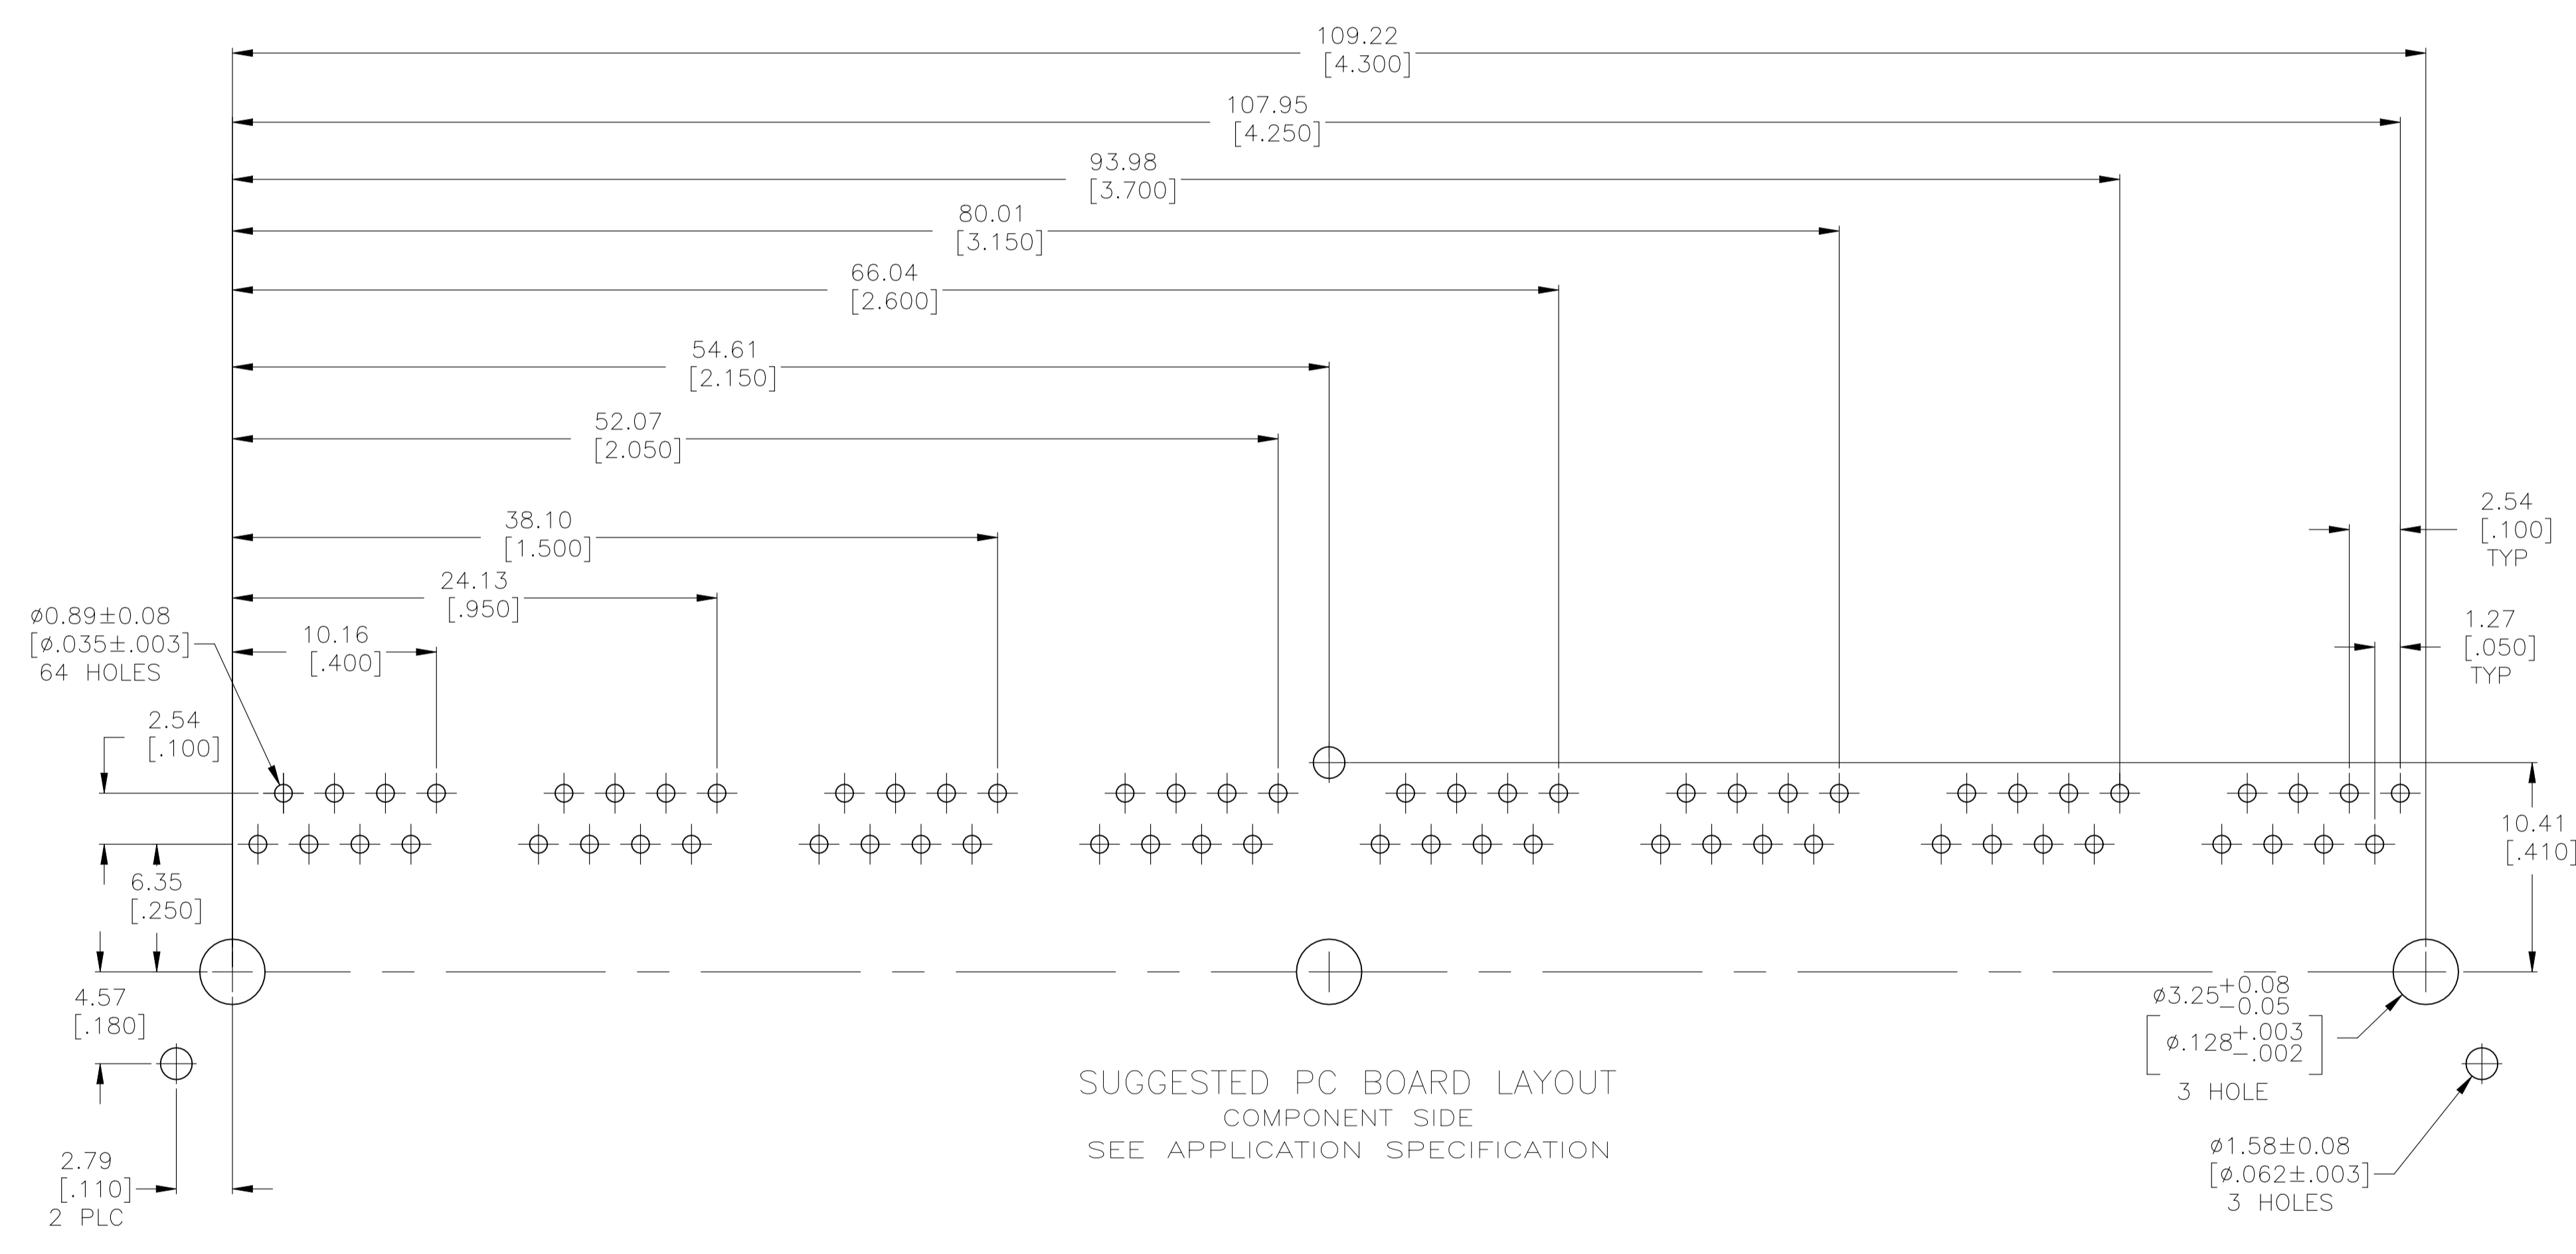 109.22
[4.300]
107.95
[4.250]
93.98
[3.700]
80.01
[3.150]
66.04
[2.600]
54.61
[2.150]
52.07
[2.050]
38.10
[1.500]
24.13
[.950]
10.16
[.400]
2.54
[.100]
TYP
1.27
[.050]
TYP
ø0.89±0.08
[ø.035±.003]
64 HOLES
2.54
[.100]
6.35
[.250]
10.41
[.410]
4.57
[.180]
2.79
[.110]
2 PLC
ø3.25+0.08
-0.05
[ø.128+.003
-.002]
3 HOLE
ø1.58±0.08
[ø.062±.003]
3 HOLES
SUGGESTED PC BOARD LAYOUT
COMPONENT SIDE
SEE APPLICATION SPECIFICATION